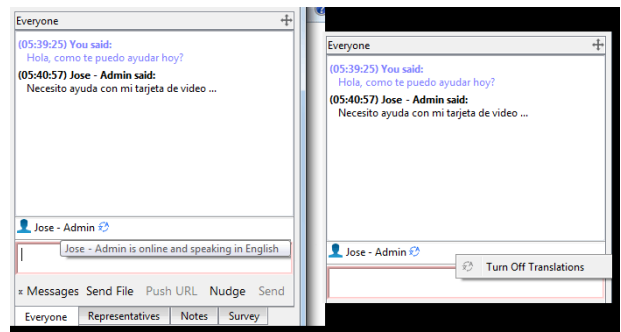 Everyone
(05:39:25) You said:
Hola, como te puedo ayudar hoy?
(05:40:57) Jose - Admin said:
Necesito ayuda con mi tarjeta de video ...
Jose - Admin
Jose - Admin is online and speaking in English
x Messages Send File Push URL Nudge Send
Everyone Representatives Notes Survey
Everyone
(05:39:25) You said:
Hola, como te puedo ayudar hoy?
(05:40:57) Jose - Admin said:
Necesito ayuda con mi tarjeta de video ...
Jose - Admin
Turn Off Translations